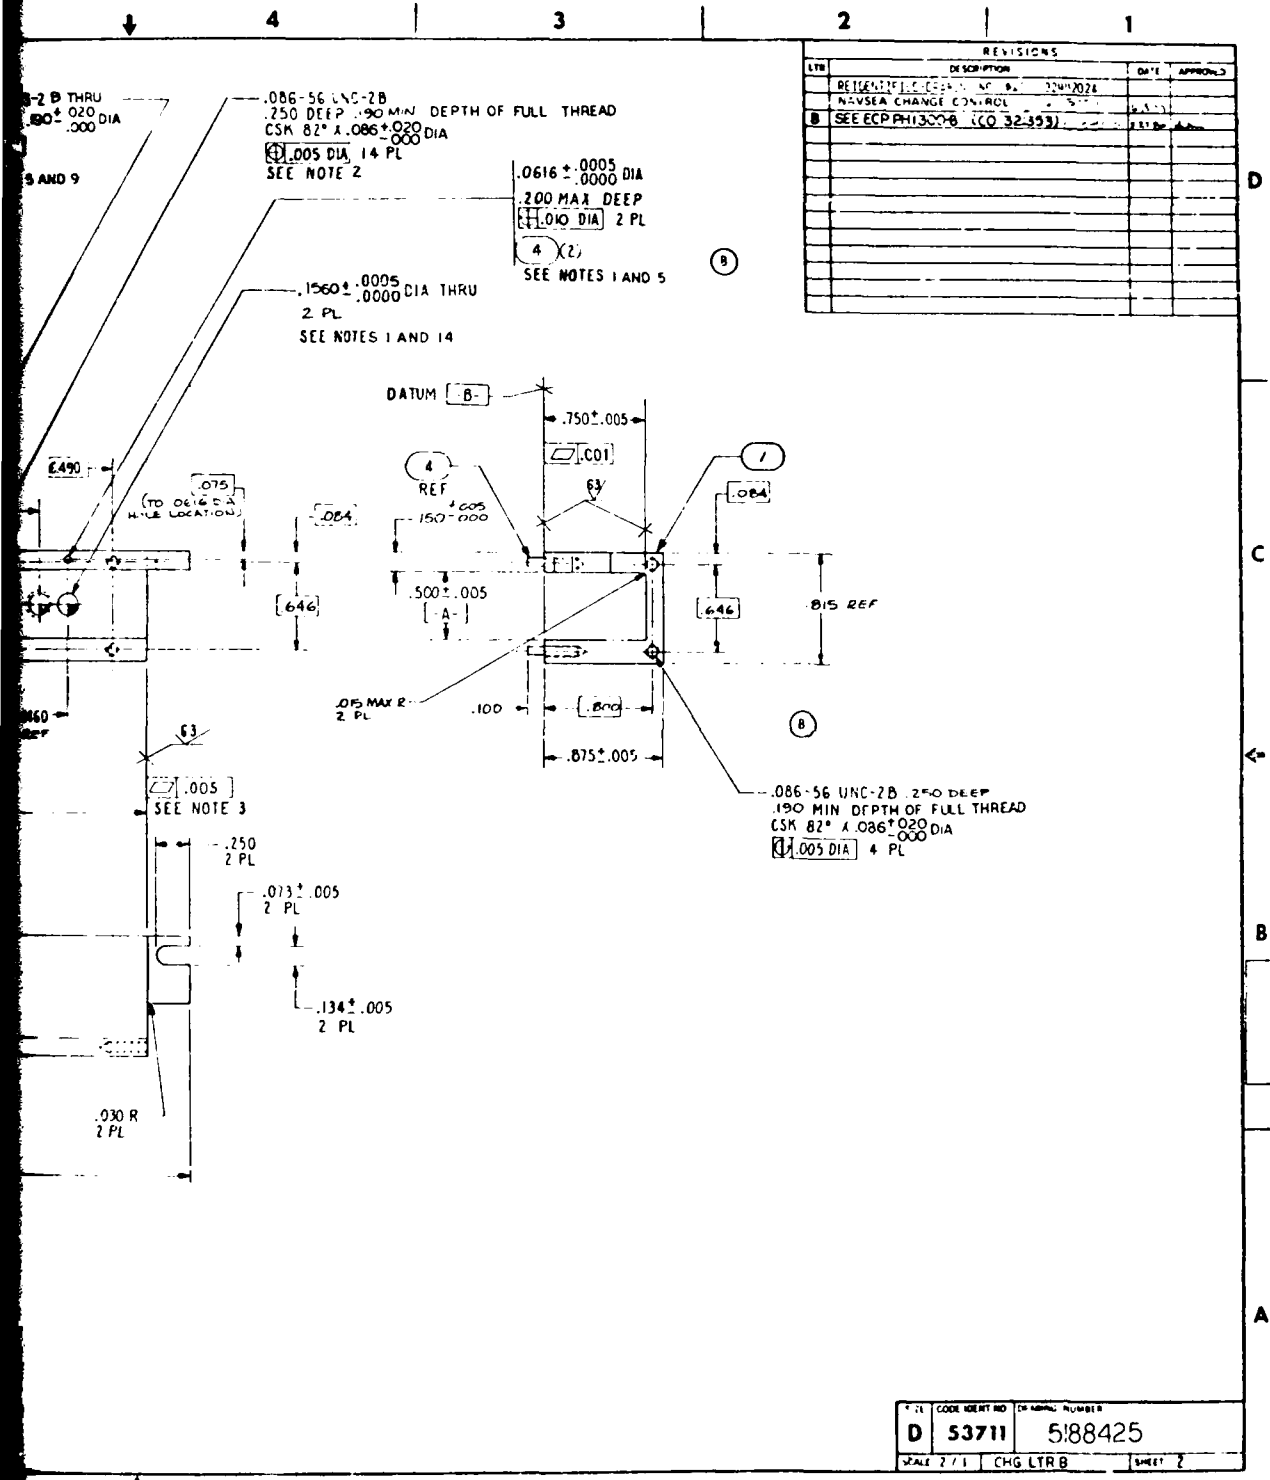 4
3
2
1
REVISIONS
LTR DESCRIPTION DATE APPROVED
NAVSEA CHANGE CONTROL
B SEE ECP PH1300-8 (CO 32-353)
-2 B THRU
+.020
-.000 DIA
5 AND 9
.086-56 UNC-2B
.250 DEEP .190 MIN DEPTH OF FULL THREAD
CSK 82° X .086 +.020 -.000 DIA
.005 DIA 14 PL
SEE NOTE 2
.0616 ± .0005 .0000 DIA
.200 MAX DEEP
.010 DIA 2 PL
4 (2)
SEE NOTES 1 AND 5
B
D
.1560 ± .0005 .0000 DIA THRU
2 PL
SEE NOTES 1 AND 14
DATUM -B-
.750±.005
.001
4
REF
63
1
.490
.075
(TO .0616 DIA
HOLE LOCATION)
.084
.150 +.005 -.000
.084
C
.646
.500±.005
-A-
.646
.815 REF
.015 MAX R
2 PL
.100
.800
B
.875±.005
REF
63
.005
SEE NOTE 3
.086-56 UNC-2B .250 DEEP
.190 MIN DEPTH OF FULL THREAD
CSK 82° X .086 +.020 -.000 DIA
.005 DIA 4 PL
.250
2 PL
.073±.005
2 PL
B
.134±.005
2 PL
.030 R
2 PL
A
CODE IDENT NO DRAWING NUMBER
D 53711 5188425
SCALE 2/1 CHG LTR B SHEET 2